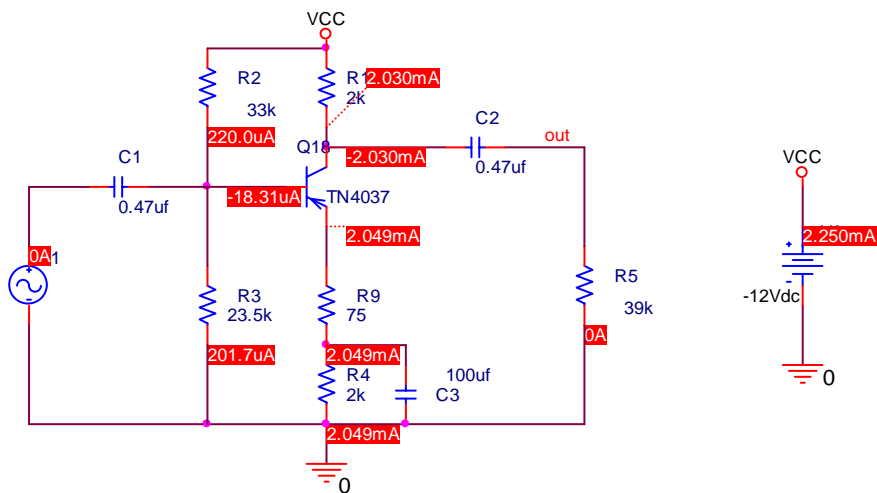 VCC
R2
33k
R1
2k
2.030mA
220.0uA
C1
0.47uf
Q18
-2.030mA
C2
0.47uf
out
-18.31uA
TN4037
2.049mA
0A
1
R3
23.5k
R9
75
R5
39k
201.7uA
2.049mA
0A
R4
2k
100uf
C3
2.049mA
0
VCC
2.250mA
-12Vdc
0